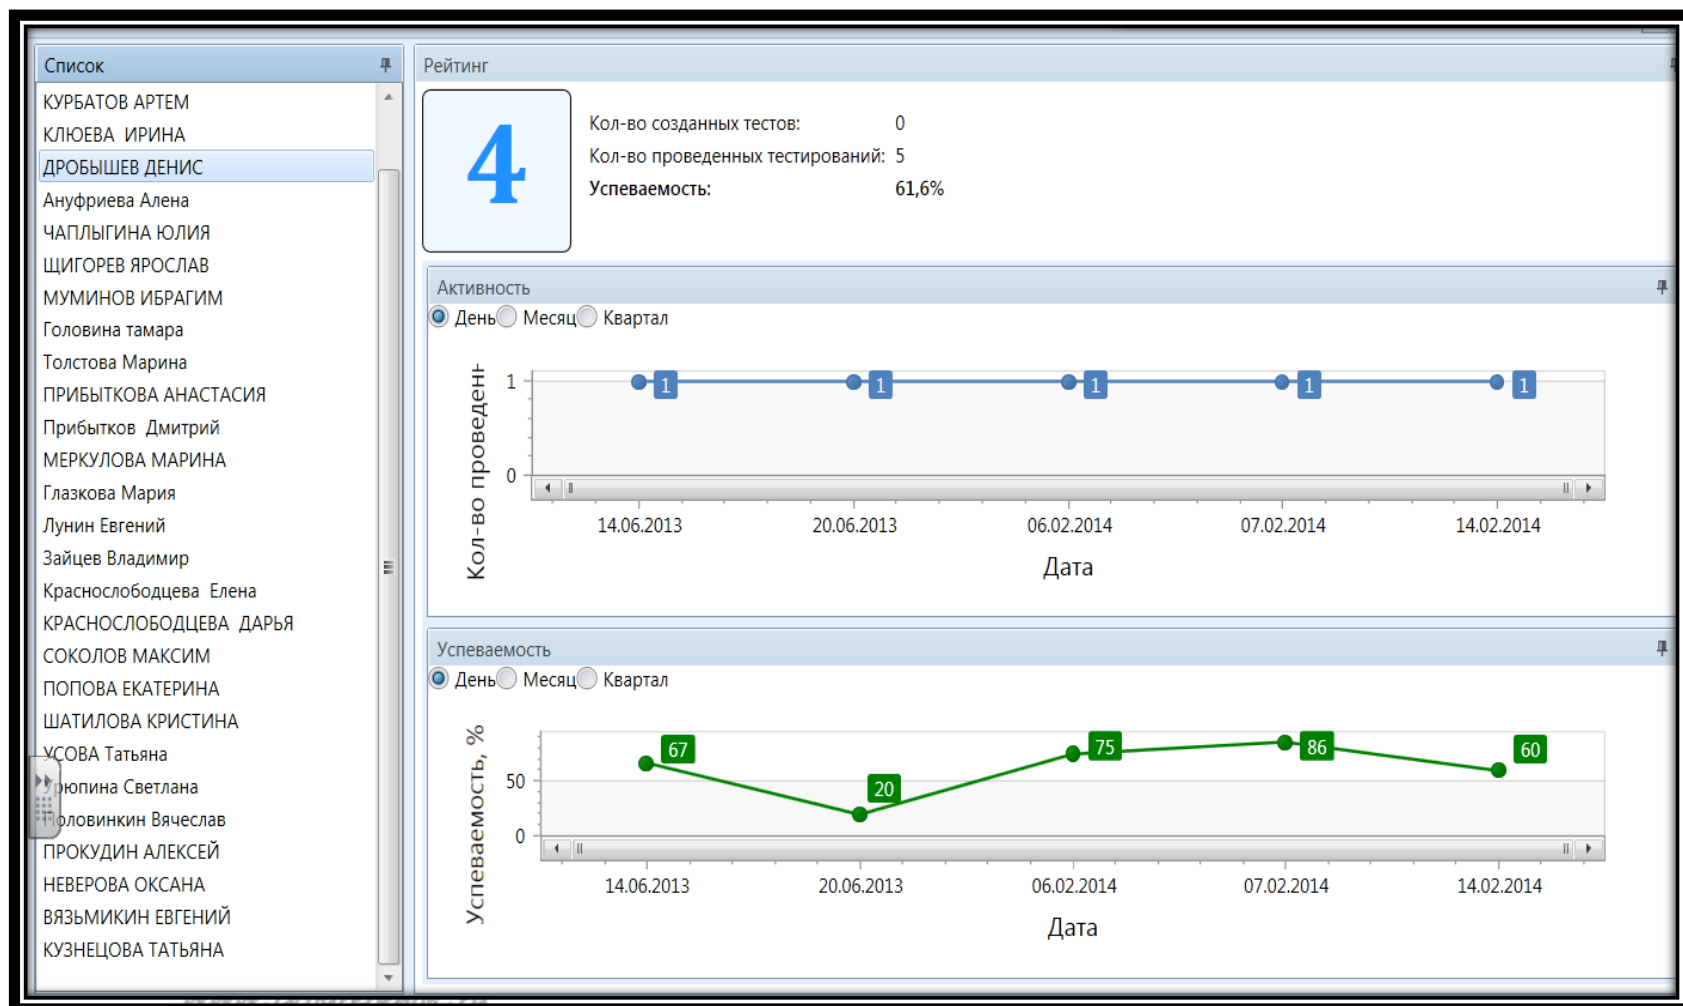 Список
КУРБАТОВ АРТЕМ
КЛЮЕВА ИРИНА
ДРОБЫШЕВ ДЕНИС
Ануфриева Алена
ЧАПЛЫГИНА ЮЛИЯ
ЩИГОРЕВ ЯРОСЛАВ
МУМИНОВ ИБРАГИМ
Головина тамара
Толстова Марина
ПРИБЫТКОВА АНАСТАСИЯ
Прибытков Дмитрий
МЕРКУЛОВА МАРИНА
Глазкова Мария
Лунин Евгений
Зайцев Владимир
Краснослободцева Елена
КРАСНОСЛОБОДЦЕВА ДАРЬЯ
СОКОЛОВ МАКСИМ
ПОПОВА ЕКАТЕРИНА
ШАТИЛОВА КРИСТИНА
УСОВА Татьяна
Урюпина Светлана
Половинкин Вячеслав
ПРОКУДИН АЛЕКСЕЙ
НЕВЕРОВА ОКСАНА
ВЯЗЬМИКИН ЕВГЕНИЙ
КУЗНЕЦОВА ТАТЬЯНА
Рейтинг
4
Кол-во созданных тестов: 0
Кол-во проведенных тестирований: 5
Успеваемость: 61,6%
Активность
День Месяц Квартал
Кол-во проведенн
1
0
1 1 1 1 1
14.06.2013 20.06.2013 06.02.2014 07.02.2014 14.02.2014
Дата
Успеваемость
День Месяц Квартал
Успеваемость, %
50
0
67 20 75 86 60
14.06.2013 20.06.2013 06.02.2014 07.02.2014 14.02.2014
Дата